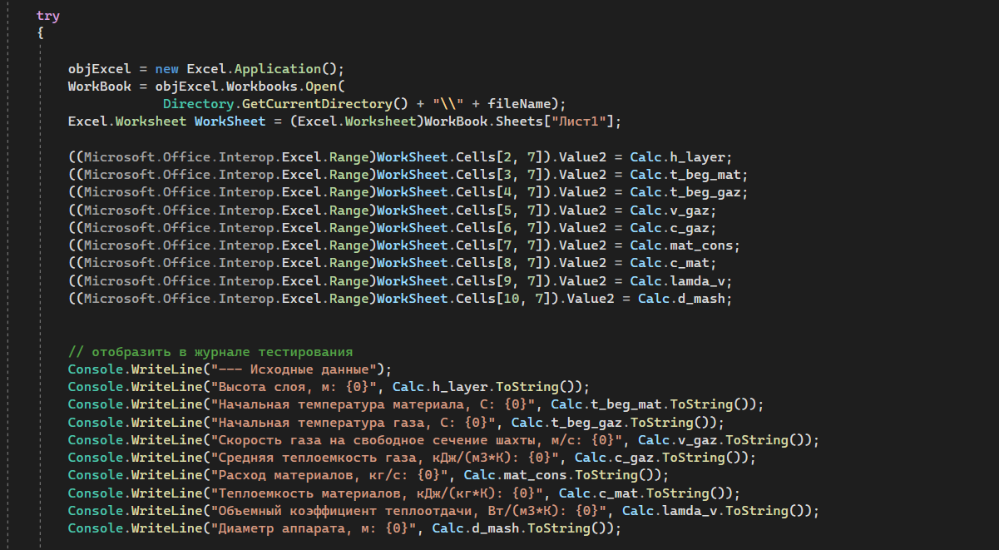 try
{
objExcel = new Excel.Application();
WorkBook = objExcel.Workbooks.Open(
Directory.GetCurrentDirectory() + "\\" + fileName);
Excel.Worksheet WorkSheet = (Excel.Worksheet)WorkBook.Sheets["Лист1"];
((Microsoft.Office.Interop.Excel.Range)WorkSheet.Cells[2, 7]).Value2 = Calc.h_layer;
((Microsoft.Office.Interop.Excel.Range)WorkSheet.Cells[3, 7]).Value2 = Calc.t_beg_mat;
((Microsoft.Office.Interop.Excel.Range)WorkSheet.Cells[4, 7]).Value2 = Calc.t_beg_gaz;
((Microsoft.Office.Interop.Excel.Range)WorkSheet.Cells[5, 7]).Value2 = Calc.v_gaz;
((Microsoft.Office.Interop.Excel.Range)WorkSheet.Cells[6, 7]).Value2 = Calc.c_gaz;
((Microsoft.Office.Interop.Excel.Range)WorkSheet.Cells[7, 7]).Value2 = Calc.mat_cons;
((Microsoft.Office.Interop.Excel.Range)WorkSheet.Cells[8, 7]).Value2 = Calc.c_mat;
((Microsoft.Office.Interop.Excel.Range)WorkSheet.Cells[9, 7]).Value2 = Calc.lamda_v;
((Microsoft.Office.Interop.Excel.Range)WorkSheet.Cells[10, 7]).Value2 = Calc.d_mash;
// отобразить в журнале тестирования
Console.WriteLine("--- Исходные данные");
Console.WriteLine("Высота слоя, м: {0}", Calc.h_layer.ToString());
Console.WriteLine("Начальная температура материала, С: {0}", Calc.t_beg_mat.ToString());
Console.WriteLine("Начальная температура газа, С: {0}", Calc.t_beg_gaz.ToString());
Console.WriteLine("Скорость газа на свободное сечение шахты, м/с: {0}", Calc.v_gaz.ToString());
Console.WriteLine("Средняя теплоемкость газа, кДж/(м3*К): {0}", Calc.c_gaz.ToString());
Console.WriteLine("Расход материалов, кг/с: {0}", Calc.mat_cons.ToString());
Console.WriteLine("Теплоемкость материалов, кДж/(кг*К): {0}", Calc.c_mat.ToString());
Console.WriteLine("Объемный коэффициент теплоотдачи, Вт/(м3*К): {0}", Calc.lamda_v.ToString());
Console.WriteLine("Диаметр аппарата, м: {0}", Calc.d_mash.ToString());